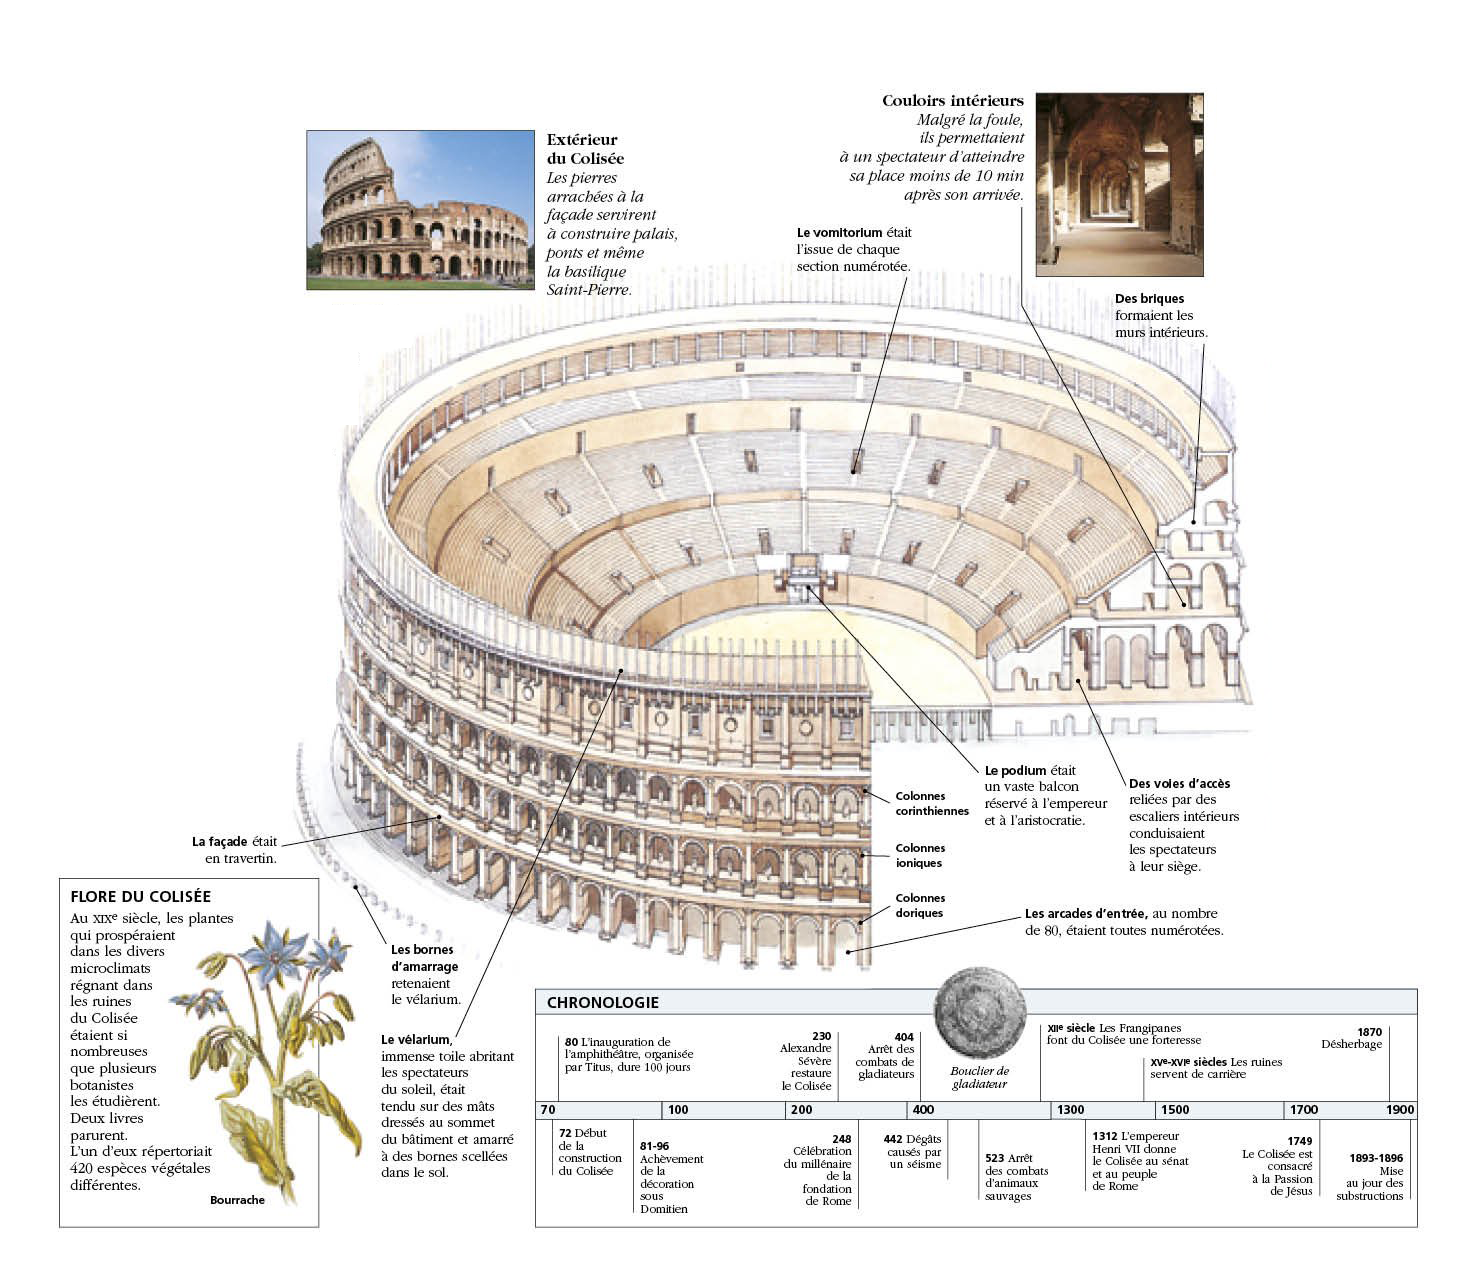 Extérieur
du Colisée
Les pierres
arrachées à la
façade servirent
à construire palais,
ponts et même
la basilique
Saint-Pierre.
Couloirs intérieurs
Malgré la foule,
ils permettaient
à un spectateur d'atteindre
sa place moins de 10 min
après son arrivée.
Le vomitorium était
l'issue de chaque
section numérotée.
Des briques
formaient les
murs intérieurs.
Le podium était
un vaste balcon
réservé à l'empereur
et à l'aristocratie.
Des voies d'accès
reliées par des
escaliers intérieurs
conduisaient
les spectateurs
à leur siège.
Colonnes
corinthiennes
Colonnes
ioniques
Colonnes
doriques
Les arcades d'entrée, au nombre
de 80, étaient toutes numérotées.
La façade était
en travertin.
Les bornes
d'amarrage
retenaient
le vélarium.
Le vélarium,
immense toile abritant
les spectateurs
du soleil, était
tendu sur des mâts
dressés au sommet
du bâtiment et amarré
à des bornes scellées
dans le sol.
FLORE DU COLISÉE
Au XIXe siècle, les plantes
qui prospéraient
dans les divers
microclimats
régnant dans
les ruines
du Colisée
étaient si
nombreuses
que plusieurs
botanistes
les étudièrent.
Deux livres
parurent.
L'un d'eux répertoriait
420 espèces végétales
différentes.
Bourrache
CHRONOLOGIE
80 L'inauguration de
l'amphithéâtre, organisée
par Titus, dure 100 jours
230
Alexandre
Sévère
restaure
le Colisée
404
Arrêt des
combats de
gladiateurs
Bouclier de
gladiateur
XIIe siècle Les Frangipanes
font du Colisée une forteresse
XVe-XVIe siècles Les ruines
servent de carrière
1870
Désherbage
70 100 200 400 1300 1500 1700 1900
72 Début
de la
construction
du Colisée
81-96
Achèvement
de la
décoration
sous
Domitien
248
Célébration
du millénaire
de la
fondation
de Rome
442 Dégâts
causés par
un séisme
523 Arrêt
des combats
d'animaux
sauvages
1312 L'empereur
Henri VII donne
le Colisée au sénat
et au peuple
de Rome
1749
Le Colisée est
consacré
à la Passion
de Jésus
1893-1896
Mise
au jour des
substructions